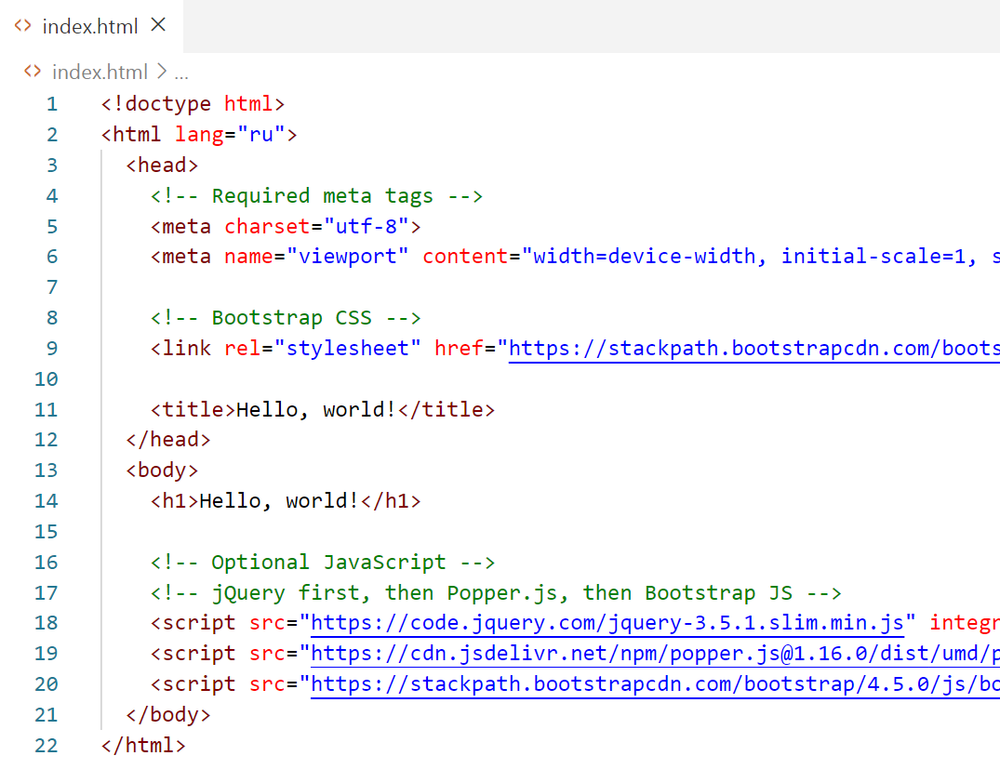 index.html
index.html > ...
1 <!doctype html>
2 <html lang="ru">
3 <head>
4 <!-- Required meta tags -->
5 <meta charset="utf-8">
6 <meta name="viewport" content="width=device-width, initial-scale=1, s
7
8 <!-- Bootstrap CSS -->
9 <link rel="stylesheet" href="https://stackpath.bootstrapcdn.com/boots
10
11 <title>Hello, world!</title>
12 </head>
13 <body>
14 <h1>Hello, world!</h1>
15
16 <!-- Optional JavaScript -->
17 <!-- jQuery first, then Popper.js, then Bootstrap JS -->
18 <script src="https://code.jquery.com/jquery-3.5.1.slim.min.js" integr
19 <script src="https://cdn.jsdelivr.net/npm/popper.js@1.16.0/dist/umd/p
20 <script src="https://stackpath.bootstrapcdn.com/bootstrap/4.5.0/js/bo
21 </body>
22 </html>